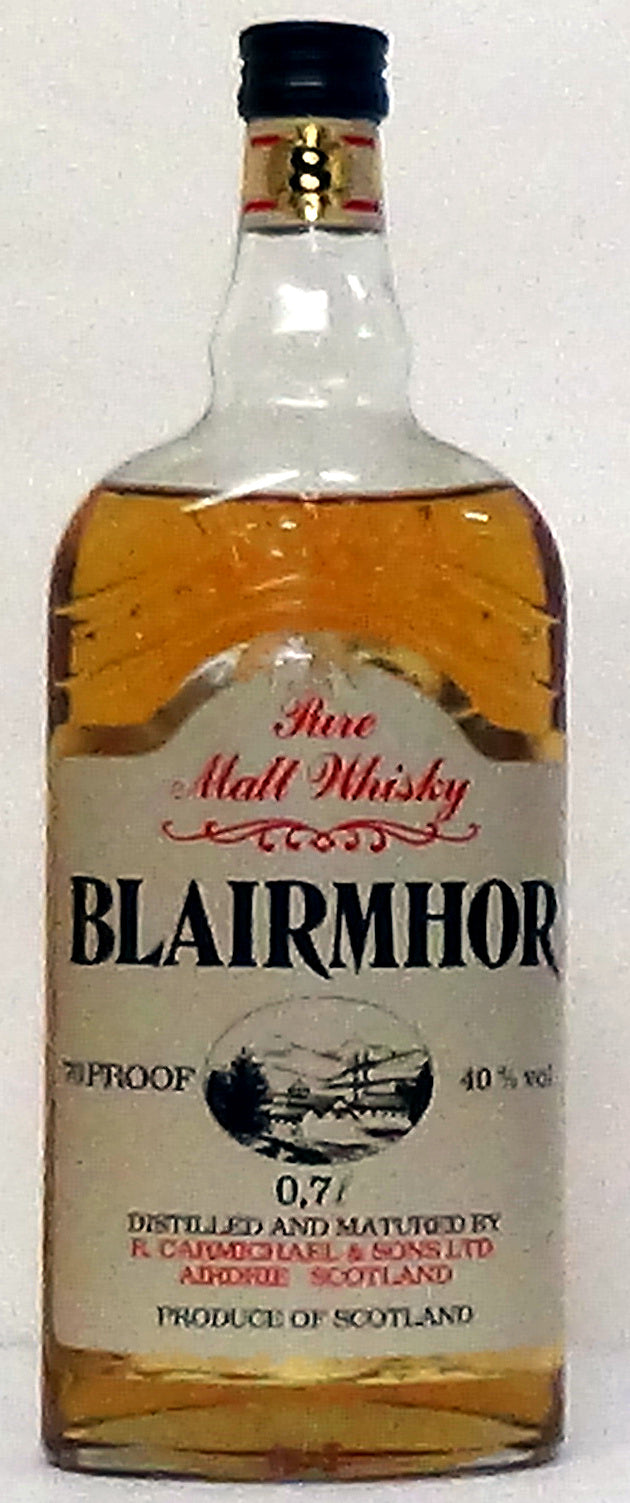 Pure
Malt Whisky
BLAIRMHOR
70 PROOF 40 % vol
0,7 l
DISTILLED AND MATURED BY
R. CARMICHAEL & SONS LTD
AIRDRIE SCOTLAND
PRODUCE OF SCOTLAND